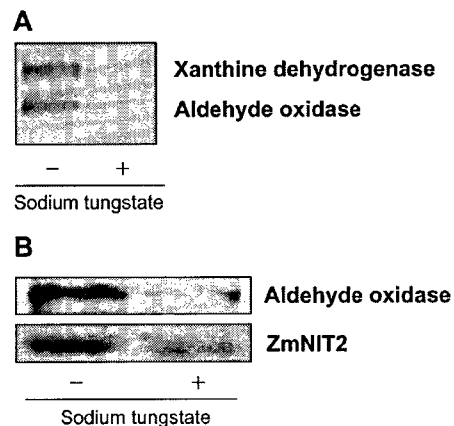 A
Xanthine dehydrogenase
Aldehyde oxidase
− +
Sodium tungstate
B
Aldehyde oxidase
ZmNIT2
− +
Sodium tungstate